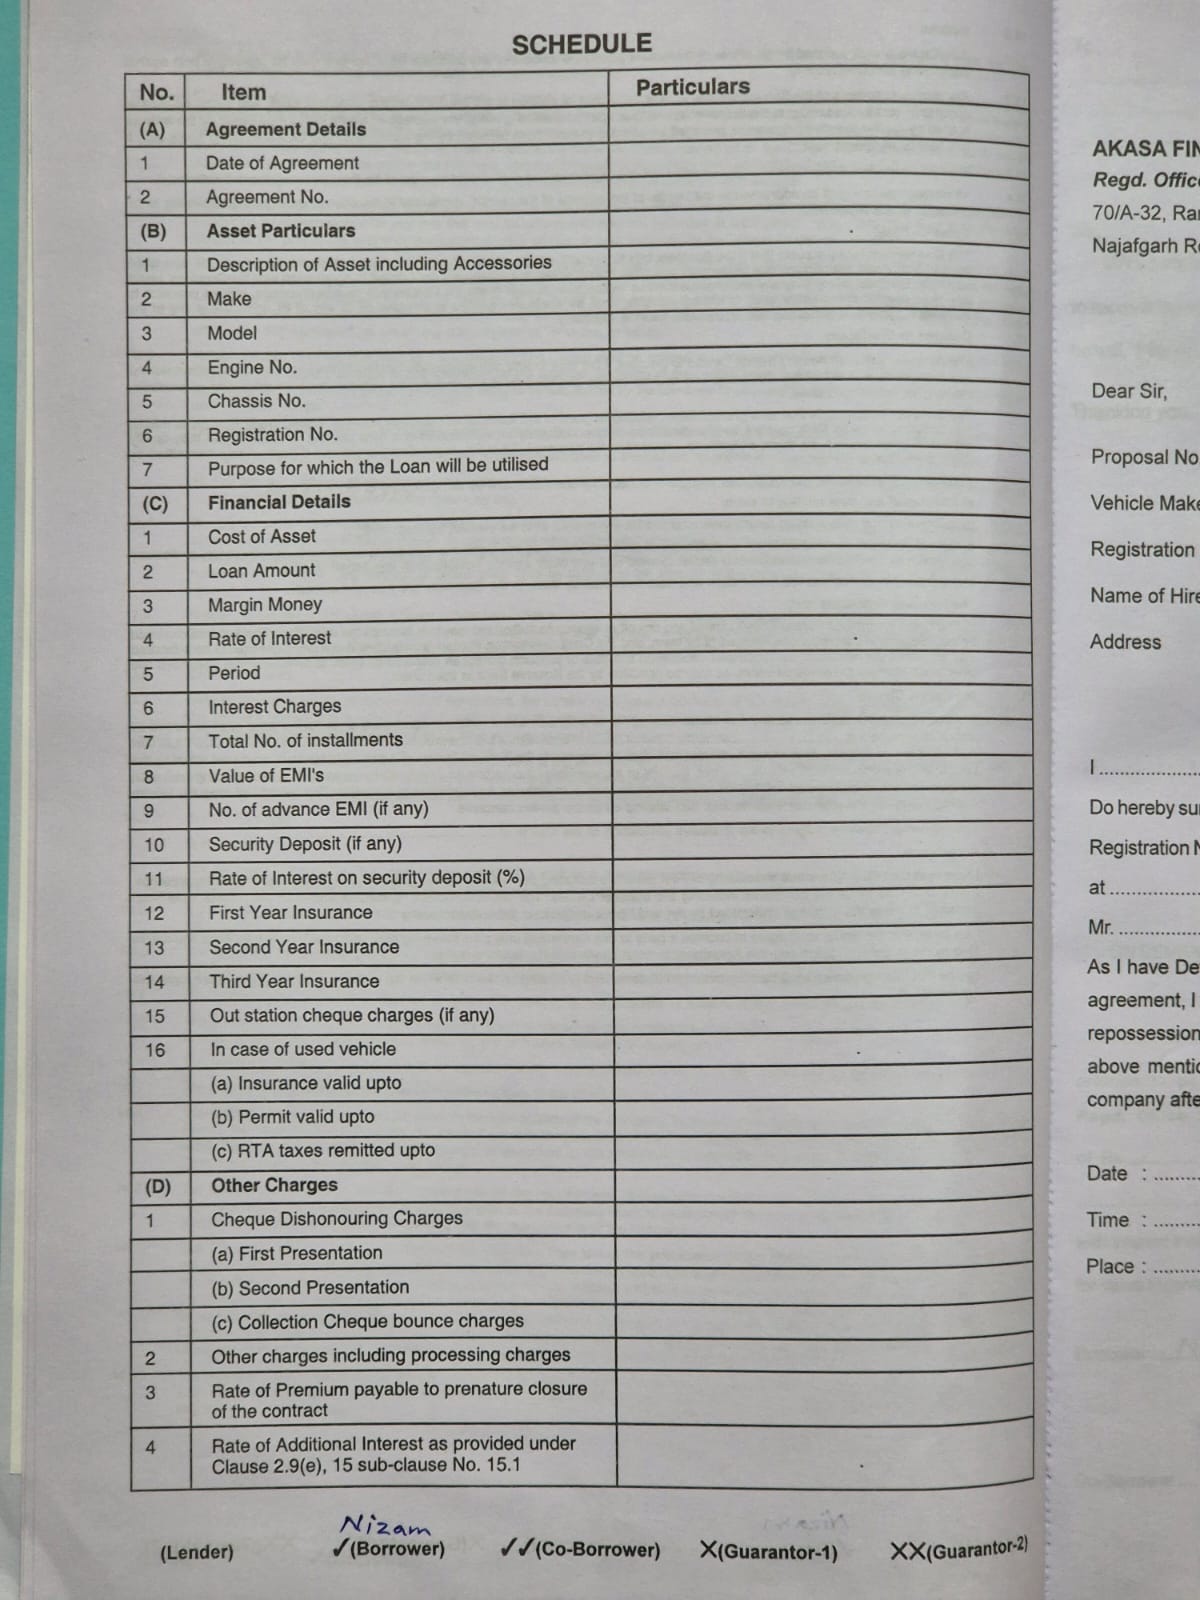 SCHEDULE
No. Item Particulars
(A) Agreement Details
1 Date of Agreement
2 Agreement No.
(B) Asset Particulars
1 Description of Asset including Accessories
2 Make
3 Model
4 Engine No.
5 Chassis No.
6 Registration No.
7 Purpose for which the Loan will be utilised
(C) Financial Details
1 Cost of Asset
2 Loan Amount
3 Margin Money
4 Rate of Interest
5 Period
6 Interest Charges
7 Total No. of installments
8 Value of EMI's
9 No. of advance EMI (if any)
10 Security Deposit (if any)
11 Rate of Interest on security deposit (%)
12 First Year Insurance
13 Second Year Insurance
14 Third Year Insurance
15 Out station cheque charges (if any)
16 In case of used vehicle
(a) Insurance valid upto
(b) Permit valid upto
(c) RTA taxes remitted upto
(D) Other Charges
1 Cheque Dishonouring Charges
(a) First Presentation
(b) Second Presentation
(c) Collection Cheque bounce charges
2 Other charges including processing charges
3 Rate of Premium payable to prenature closure
of the contract
4 Rate of Additional Interest as provided under
Clause 2.9(e), 15 sub-clause No. 15.1
Nizam
(Lender) ✓(Borrower) ✓✓(Co-Borrower) X(Guarantor-1) XX(Guarantor-2)
AKASA
Regd.
70/A-32,
Najafgarh
Dear Sir,
Proposal No
Vehicle
Registration
Name of
Address
I ....................
Do hereby
Registration
at ................
Mr. ...............
As I have
agreement, I
repossession
above
company
Date : .........
Time : .........
Place : .........